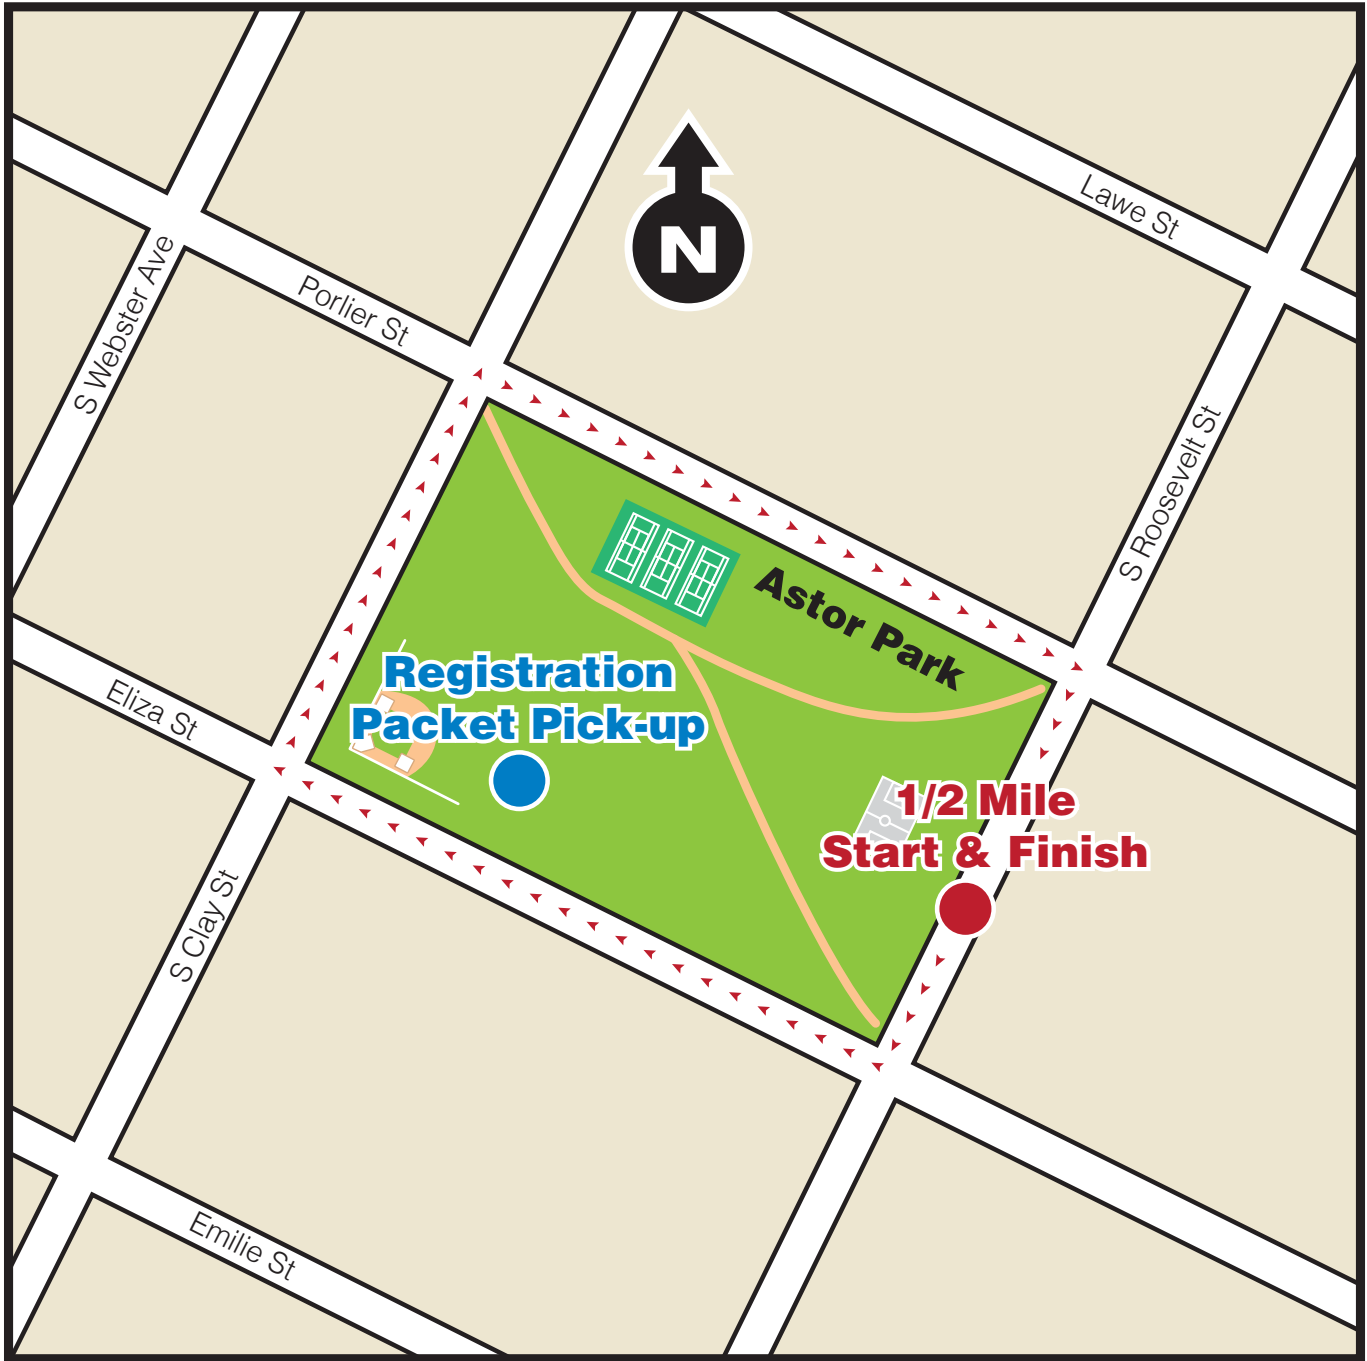 Lawe St
N
S Webster Ave
Porlier St
S Roosevelt St
Astor Park
Registration
Packet Pick-up
Eliza St
1/2 Mile
Start & Finish
S Clay St
Emilie St